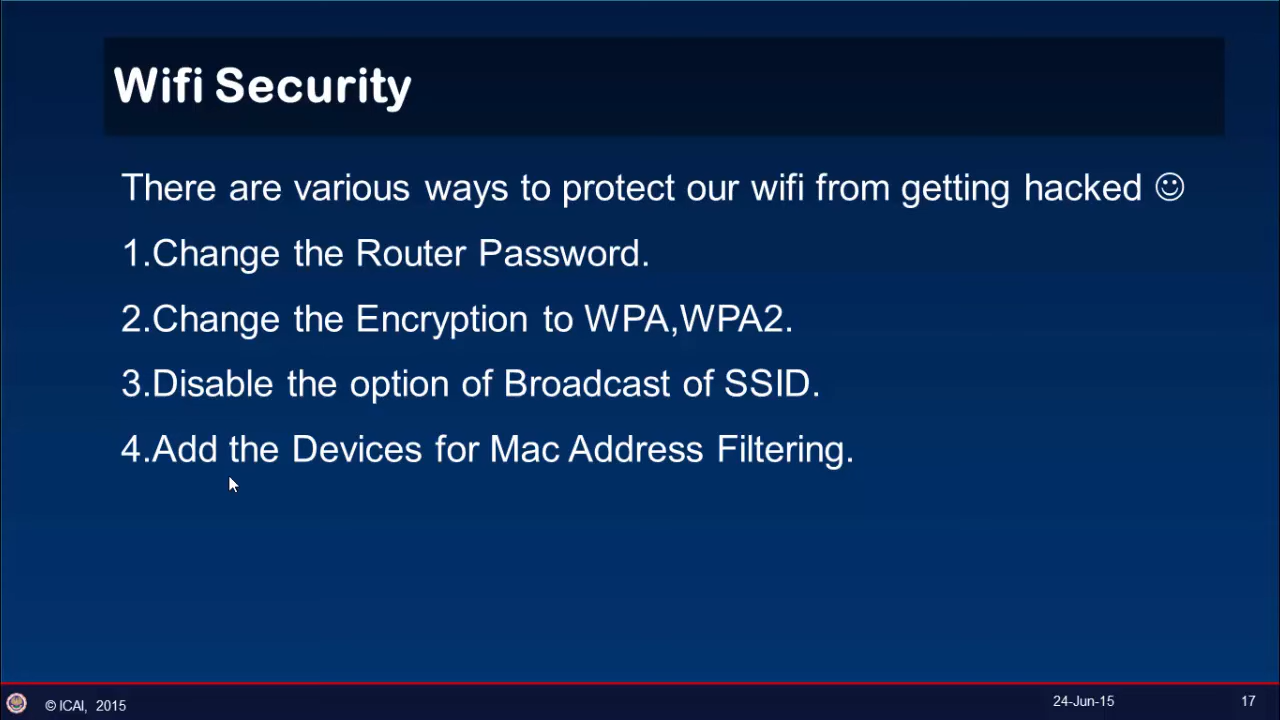 Wifi Security
There are various ways to protect our wifi from getting hacked ☺
1.Change the Router Password.
2.Change the Encryption to WPA,WPA2.
3.Disable the option of Broadcast of SSID.
4.Add the Devices for Mac Address Filtering.
© ICAI, 2015
24-Jun-15
17